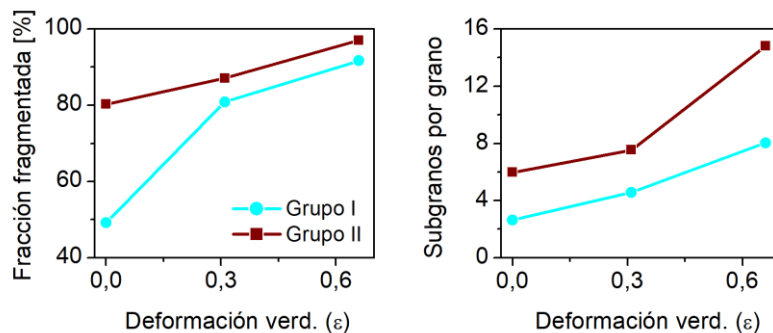 Fracción fragmentada [%]
100
80
60
40
0,0
0,3
0,6
Grupo I
Grupo II
Deformación verd. (ε)
Subgranos por grano
16
12
8
4
0
0,0
0,3
0,6
Deformación verd. (ε)